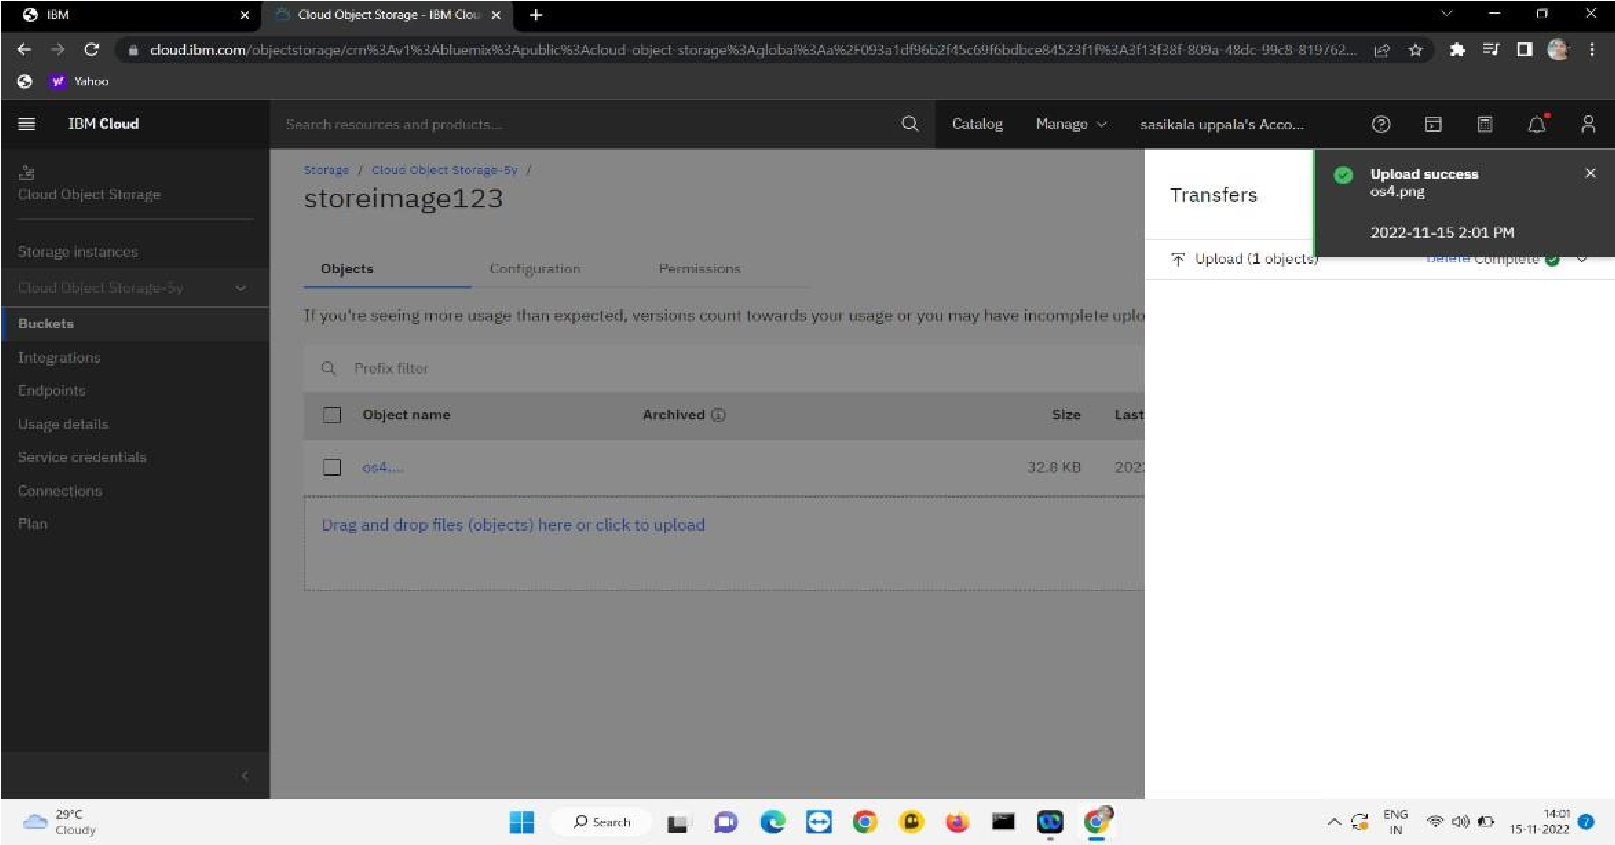 IBM
Cloud Object Storage - IBM Clou
cloud.ibm.com/objectstorage/crn%3Av1%3Abluemix%3Apublic%3Acloud-object-storage%3Aglobal%3Aa%2F093a1df96b2f45c69f6bdbce84523f1f%3A3f13f38f-809a-48dc-99c8-819762...
Yahoo
IBM Cloud
Search resources and products...
Catalog
Manage
sasikala uppala's Acco...
Cloud Object Storage
Storage instances
Cloud Object Storage-5y
Buckets
Integrations
Endpoints
Usage details
Service credentials
Connections
Plan
Storage / Cloud Object Storage-5y /
storeimage123
Objects Configuration Permissions
If you're seeing more usage than expected, versions count towards your usage or you may have incomplete uplo
Prefix filter
Object name Archived Size Last
os4.... 32.8 KB 202
Drag and drop files (objects) here or click to upload
Transfers
Upload (1 objects) Delete Complete
Upload success
os4.png
2022-11-15 2:01 PM
29°C
Cloudy
Search
ENG
IN
14:01
15-11-2022
7